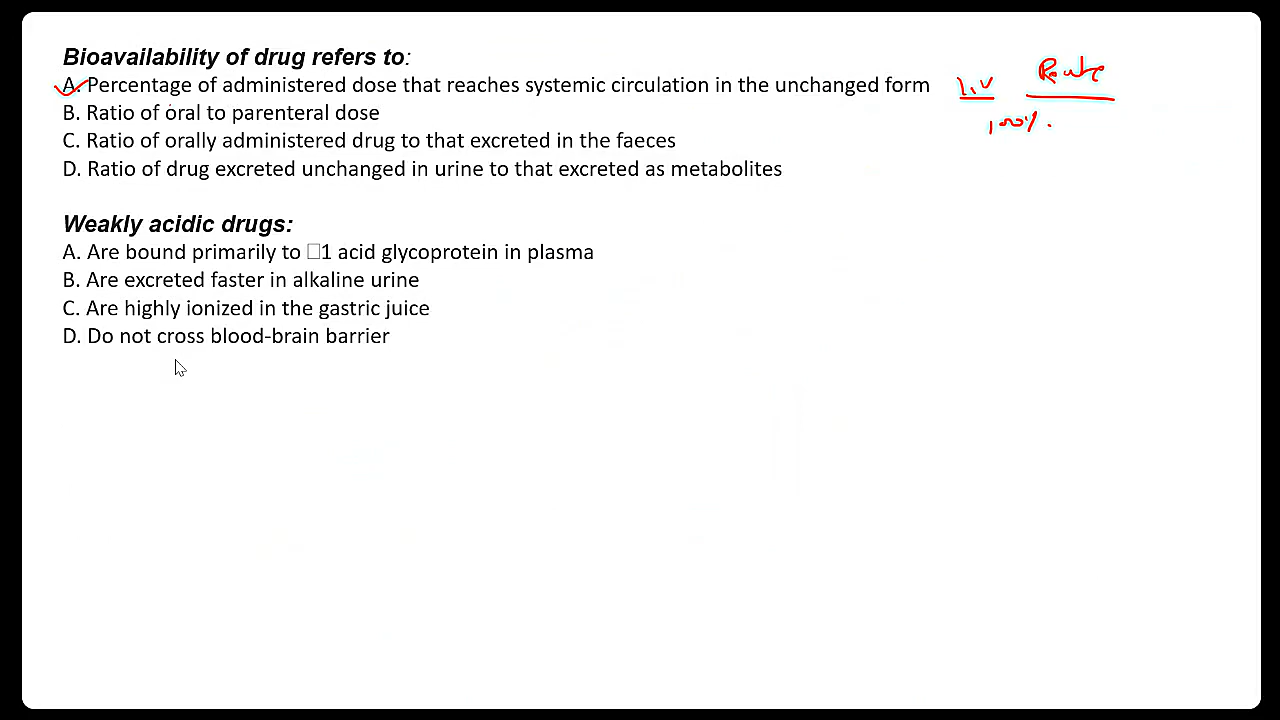 Bioavailability of drug refers to:
A. Percentage of administered dose that reaches systemic circulation in the unchanged form
B. Ratio of oral to parenteral dose
C. Ratio of orally administered drug to that excreted in the faeces
D. Ratio of drug excreted unchanged in urine to that excreted as metabolites
i.v Route
100%.
Weakly acidic drugs:
A. Are bound primarily to □1 acid glycoprotein in plasma
B. Are excreted faster in alkaline urine
C. Are highly ionized in the gastric juice
D. Do not cross blood-brain barrier